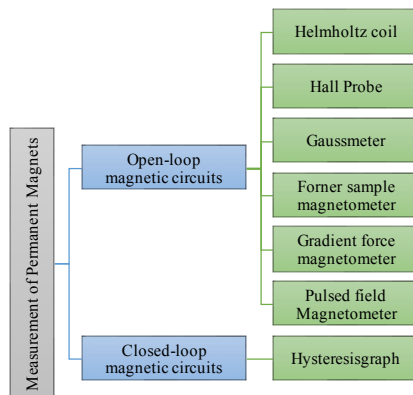 Measurement of Permanent Magnets
Open-loop
magnetic circuits
Closed-loop
magnetic circuits
Helmholtz coil
Hall Probe
Gaussmeter
Forner sample
magnetometer
Gradient force
magnetometer
Pulsed field
Magnetometer
Hysteresisgraph